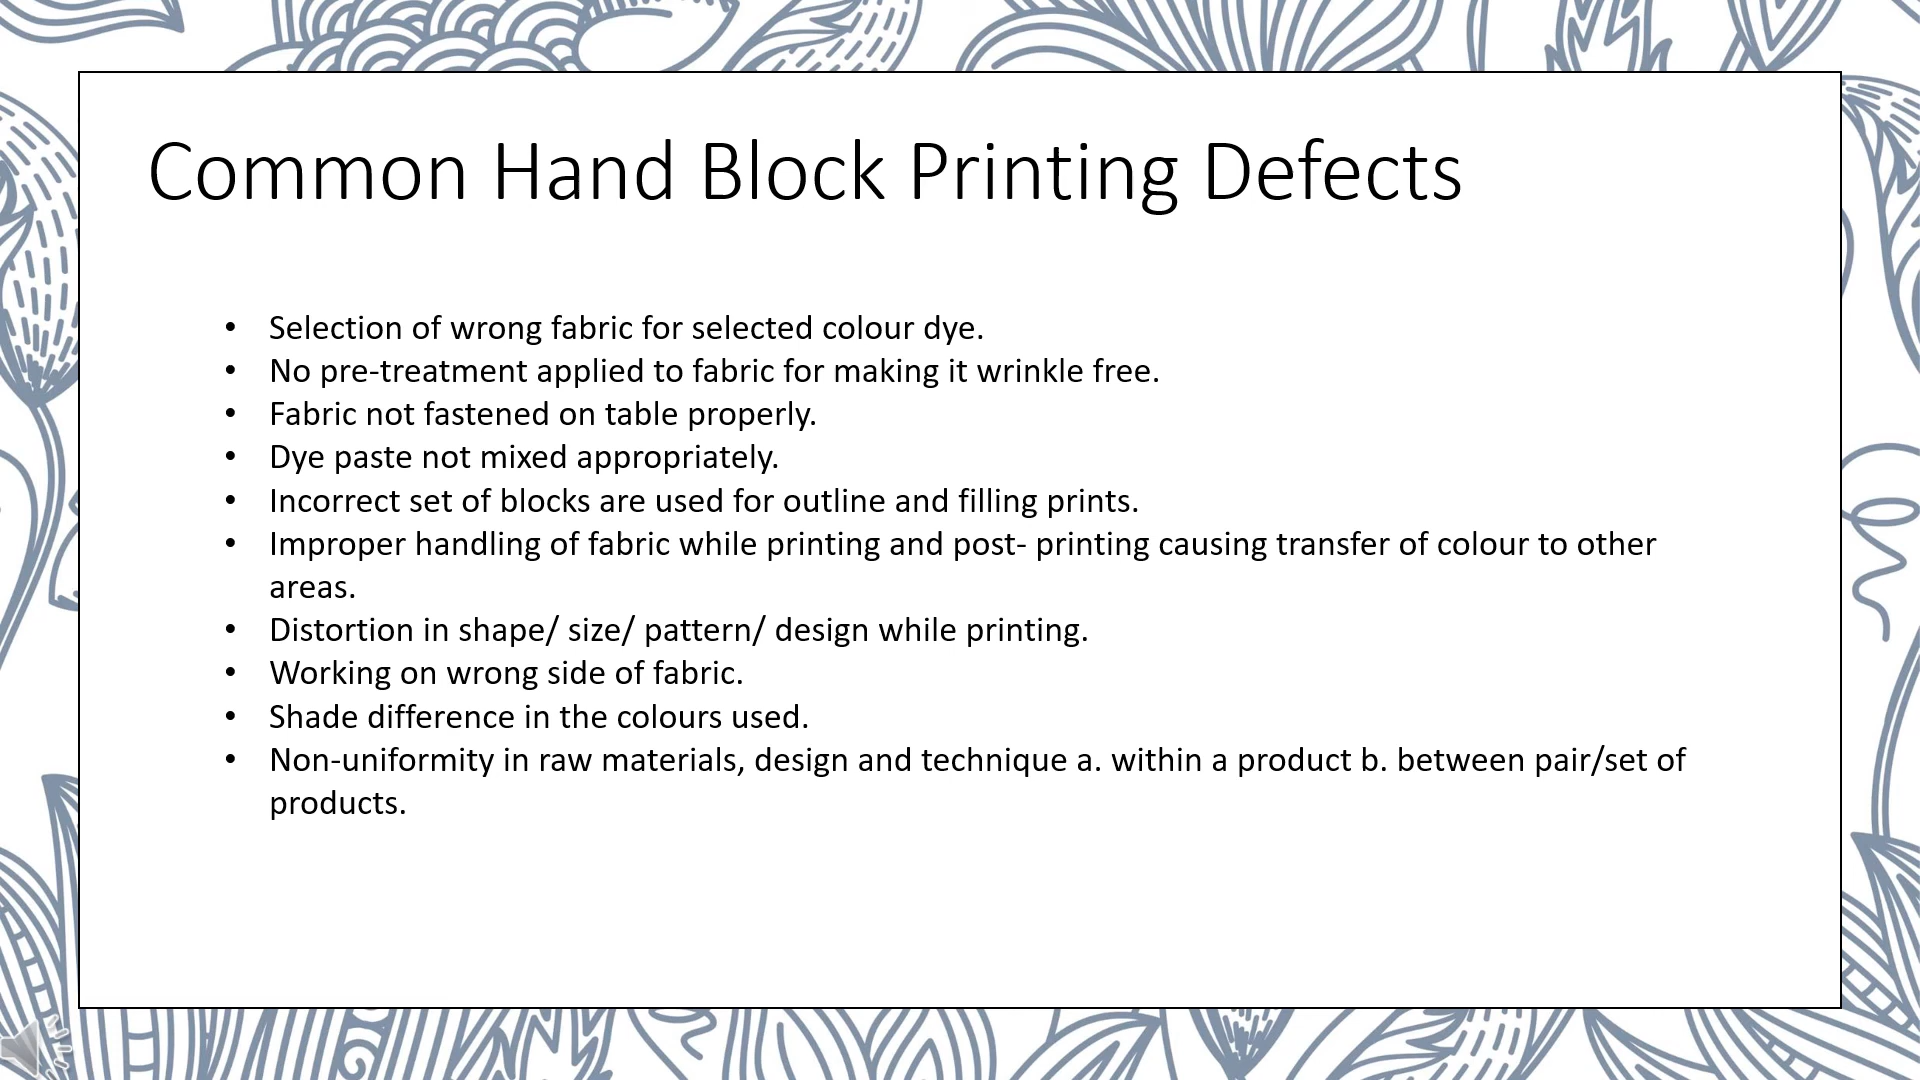 Common Hand Block Printing Defects
• Selection of wrong fabric for selected colour dye.
• No pre-treatment applied to fabric for making it wrinkle free.
• Fabric not fastened on table properly.
• Dye paste not mixed appropriately.
• Incorrect set of blocks are used for outline and filling prints.
• Improper handling of fabric while printing and post- printing causing transfer of colour to other
areas.
• Distortion in shape/ size/ pattern/ design while printing.
• Working on wrong side of fabric.
• Shade difference in the colours used.
• Non-uniformity in raw materials, design and technique a. within a product b. between pair/set of
products.